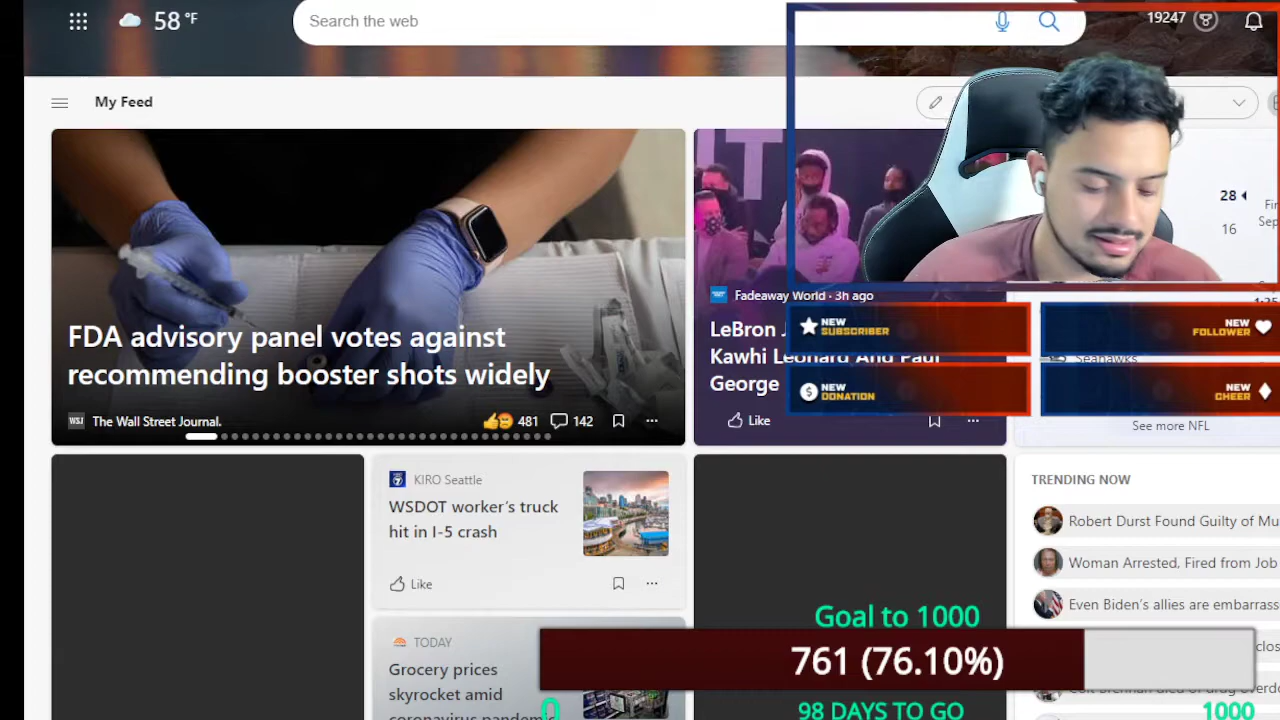 58 °F
Search the web
19247
My Feed
28
16
FDA advisory panel votes against
recommending booster shots widely
WSJ The Wall Street Journal.
481
142
Fadeaway World · 3h ago
LeBron
Kawhi Leonard And Paul
George
Like
NEW
SUBSCRIBER
NEW
FOLLOWER
NEW
DONATION
NEW
CHEER
Seahawks
See more NFL
KIRO Seattle
WSDOT worker's truck
hit in I-5 crash
Like
TODAY
Grocery prices
skyrocket amid
coronavirus pandemic
TRENDING NOW
Robert Durst Found Guilty of
Woman Arrested, Fired from Job
Even Biden's allies are
Goal to 1000
761 (76.10%)
0
98 DAYS TO GO
1000